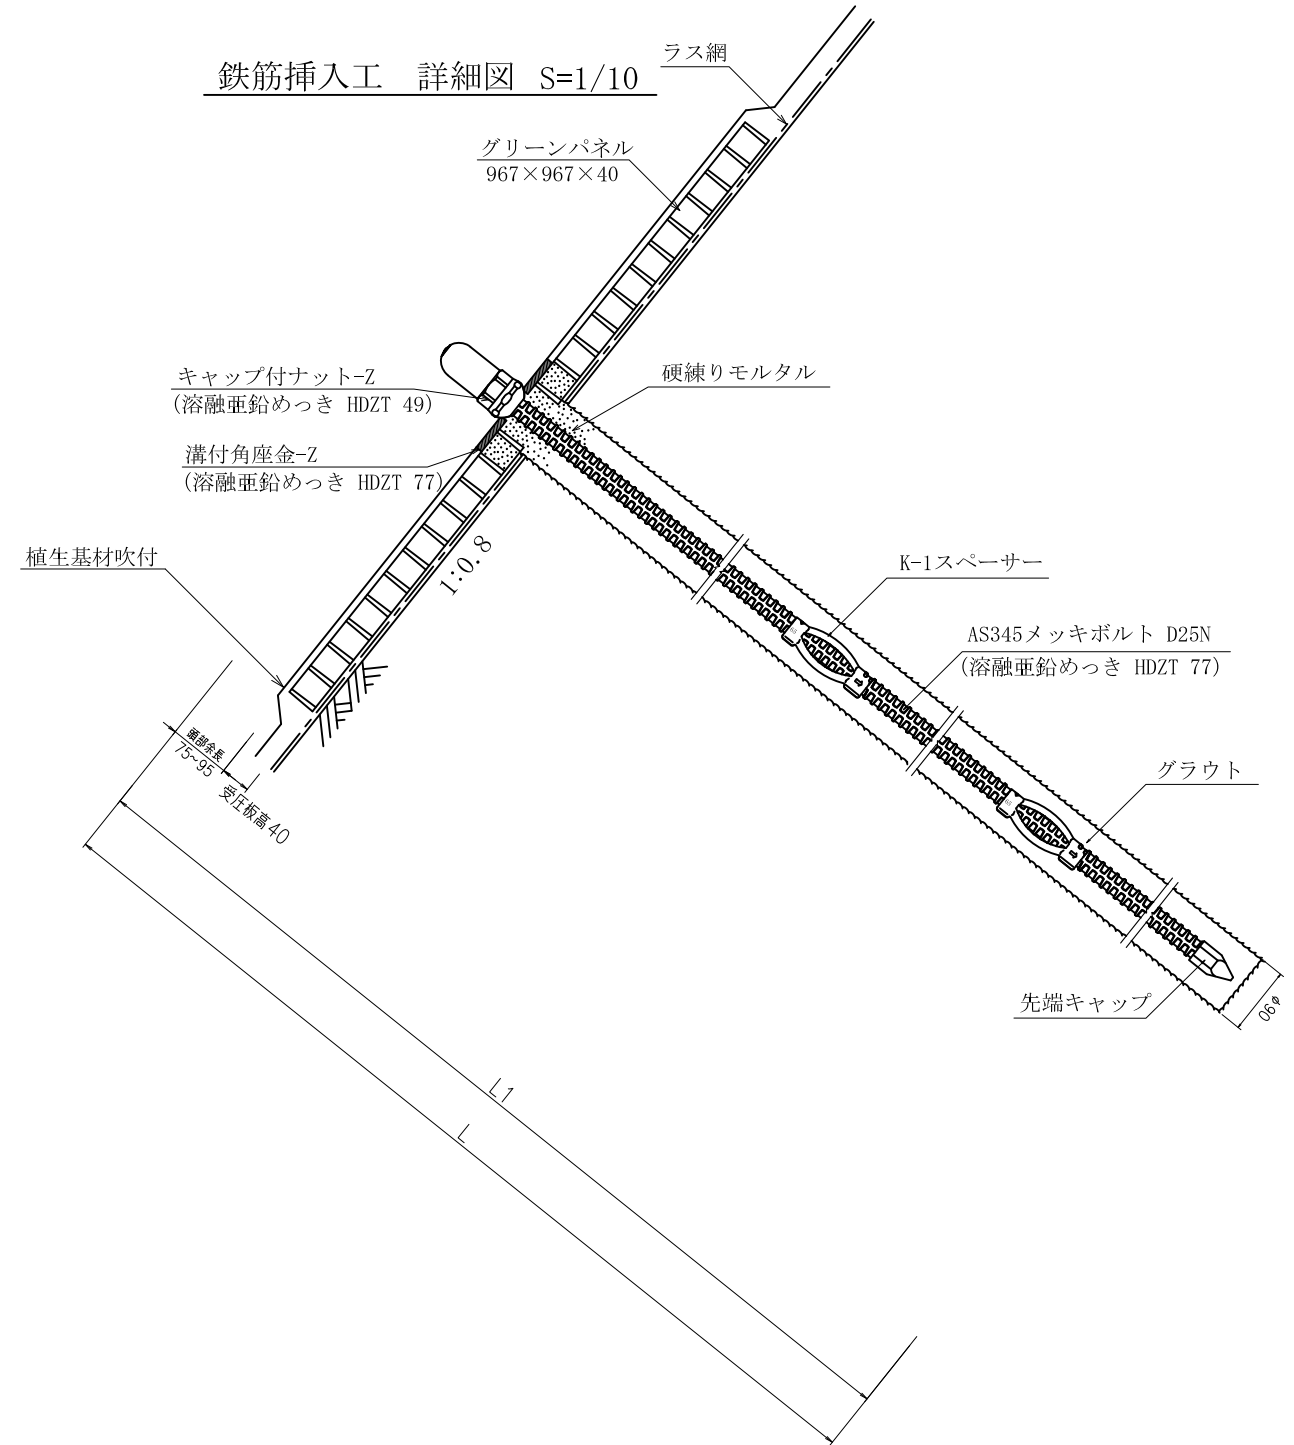 鉄筋挿入工　詳細図　S=1/10
ラス網
グリーンパネル
967×967×40
キャップ付ナット-Z
(溶融亜鉛めっき HDZT 49)
硬練りモルタル
溝付角座金-Z
(溶融亜鉛めっき HDZT 77)
植生基材吹付
1:0.8
K-1スペーサー
AS345メッキボルト D25N
(溶融亜鉛めっき HDZT 77)
頭部余長
75~95
受圧板高40
グラウト
先端キャップ
φ90
L1
L